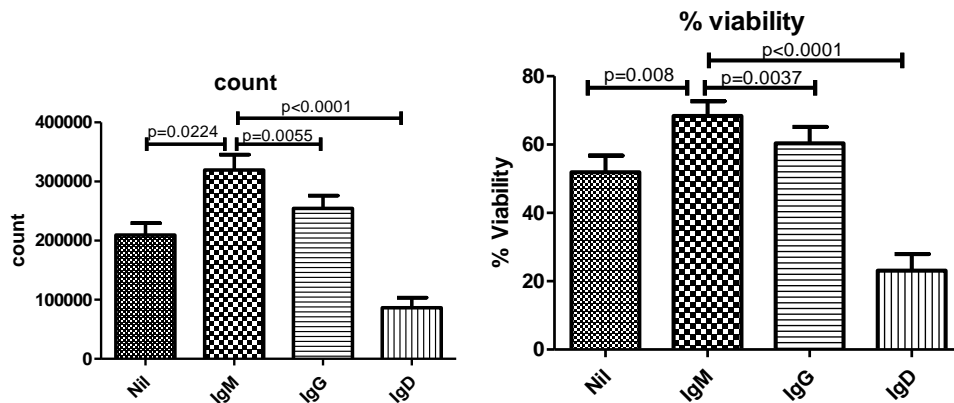 count
p<0.0001
p=0.0224
p=0.0055
400000
300000
200000
100000
0
count
Nil
IgM
IgG
IgD
% viability
p<0.0001
p=0.008
p=0.0037
80
60
40
20
0
% Viability
Nil
IgM
IgG
IgD